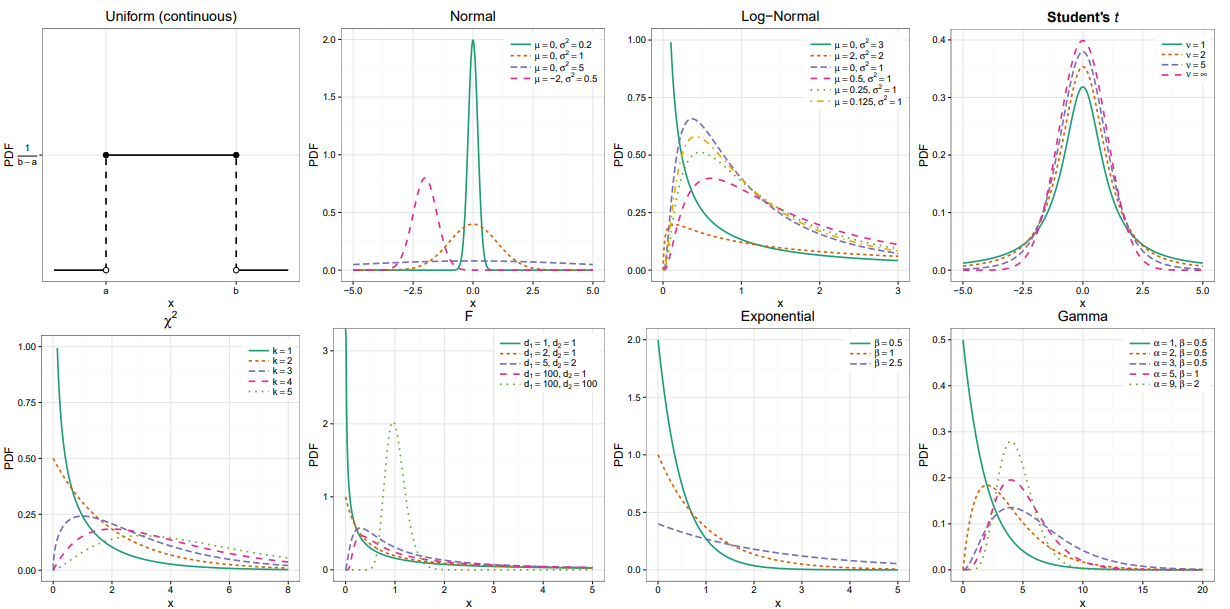 Uniform (continuous)
PDF
1
b−a
a
b
x
Normal
PDF
2.0
1.5
1.0
0.5
0.0
−5.0 −2.5 0.0 2.5 5.0
x
μ = 0, σ² = 0.2
μ = 0, σ² = 1
μ = 0, σ² = 5
μ = −2, σ² = 0.5
Log−Normal
PDF
1.00
0.75
0.50
0.25
0.00
0 1 2 3
x
μ = 0, σ² = 3
μ = 2, σ² = 2
μ = 0, σ² = 1
μ = 0.5, σ² = 1
μ = 0.25, σ² = 1
μ = 0.125, σ² = 1
Student's t
PDF
0.4
0.3
0.2
0.1
0.0
−5.0 −2.5 0.0 2.5 5.0
x
ν = 1
ν = 2
ν = 5
ν = ∞
χ²
PDF
1.00
0.75
0.50
0.25
0.00
0 2 4 6 8
x
k = 1
k = 2
k = 3
k = 4
k = 5
F
PDF
3
2
1
0
0 1 2 3 4 5
x
d₁ = 1, d₂ = 1
d₁ = 2, d₂ = 1
d₁ = 5, d₂ = 2
d₁ = 100, d₂ = 1
d₁ = 100, d₂ = 100
Exponential
PDF
2.0
1.5
1.0
0.5
0.0
0 1 2 3 4 5
x
β = 0.5
β = 1
β = 2.5
Gamma
PDF
0.5
0.4
0.3
0.2
0.1
0.0
0 5 10 15 20
x
α = 1, β = 0.5
α = 2, β = 0.5
α = 3, β = 0.5
α = 5, β = 1
α = 9, β = 2